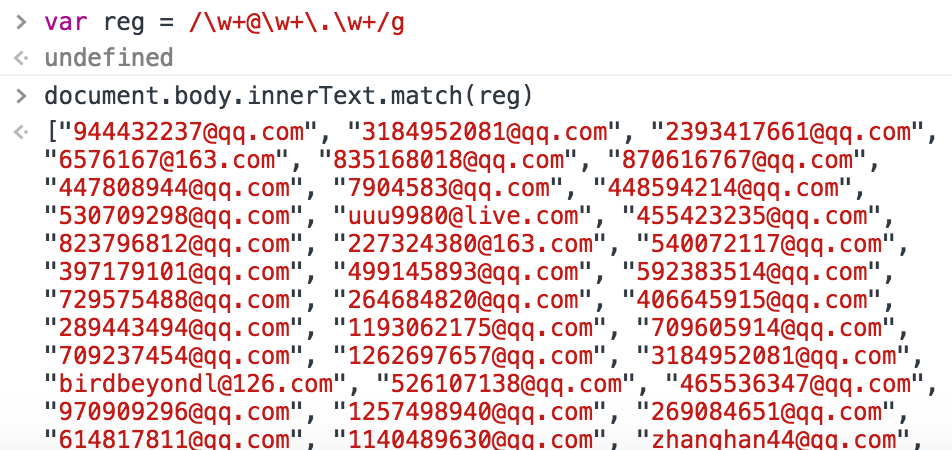 > var reg = /\w+@\w+\.\w+/g
undefined
> document.body.innerText.match(reg)
["944432237@qq.com", "3184952081@qq.com", "2393417661@qq.com",
"6576167@163.com", "835168018@qq.com", "870616767@qq.com",
"447808944@qq.com", "7904583@qq.com", "448594214@qq.com",
"530709298@qq.com", "uuu9980@live.com", "455423235@qq.com",
"823796812@qq.com", "227324380@163.com", "540072117@qq.com",
"397179101@qq.com", "499145893@qq.com", "592383514@qq.com",
"729575488@qq.com", "264684820@qq.com", "406645915@qq.com",
"289443494@qq.com", "1193062175@qq.com", "709605914@qq.com",
"709237454@qq.com", "1262697657@qq.com", "3184952081@qq.com",
"birdbeyondl@126.com", "526107138@qq.com", "465536347@qq.com",
"970909296@qq.com", "1257498940@qq.com", "269084651@qq.com",
"614817811@qq.com", "1140489630@qq.com", "zhanghan44@qq.com",